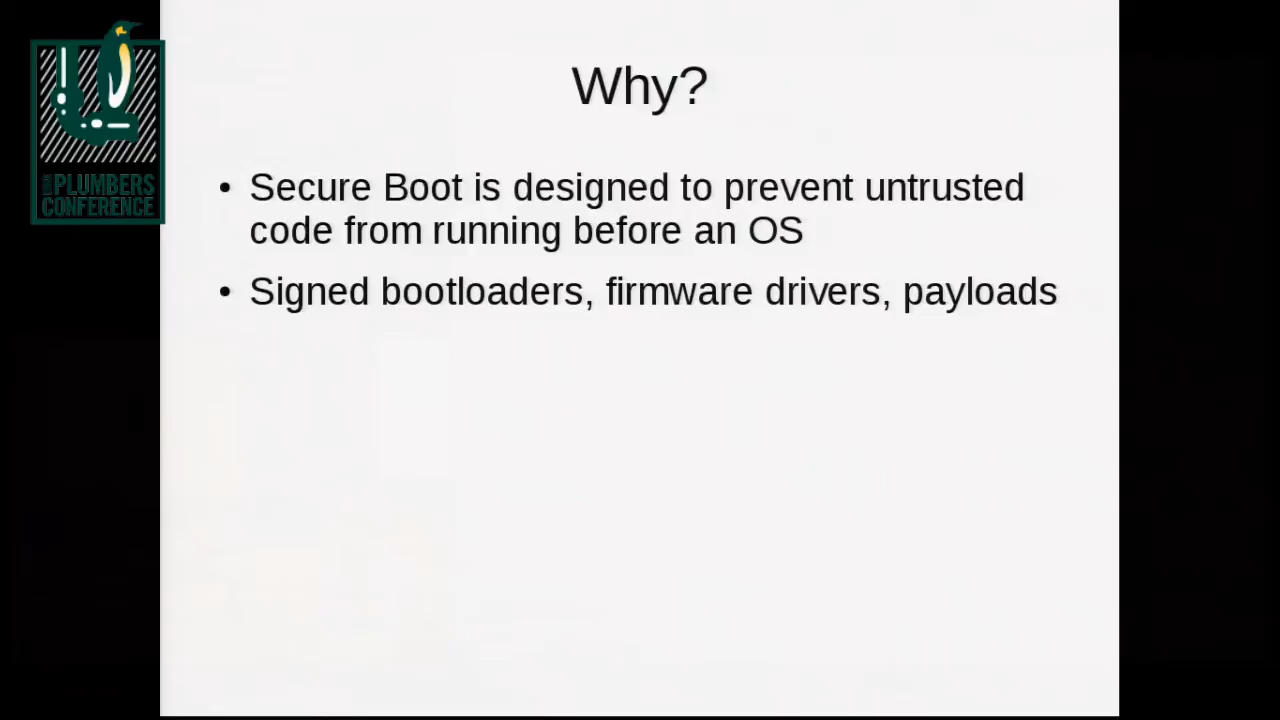 Why?
• Secure Boot is designed to prevent untrusted
code from running before an OS
• Signed bootloaders, firmware drivers, payloads
PLUMBERS
CONFERENCE